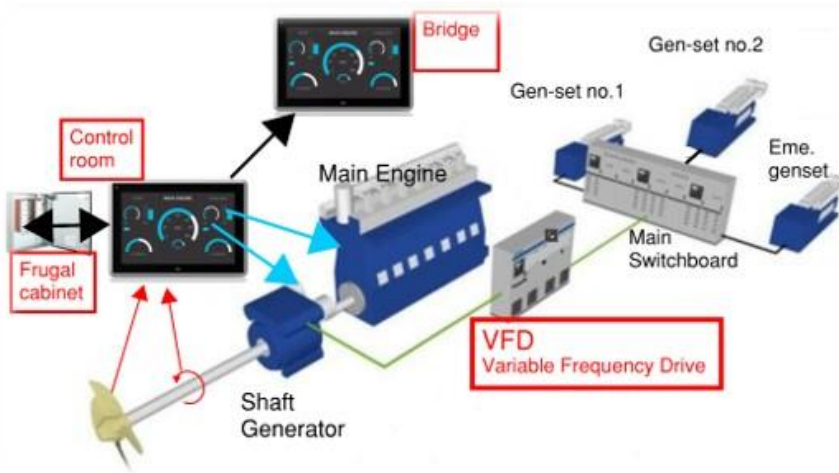 Bridge
Gen-set no.2
Gen-set no.1
Control
room
Main Engine
Eme.
genset
Frugal
cabinet
Main
Switchboard
VFD
Variable Frequency Drive
Shaft
Generator